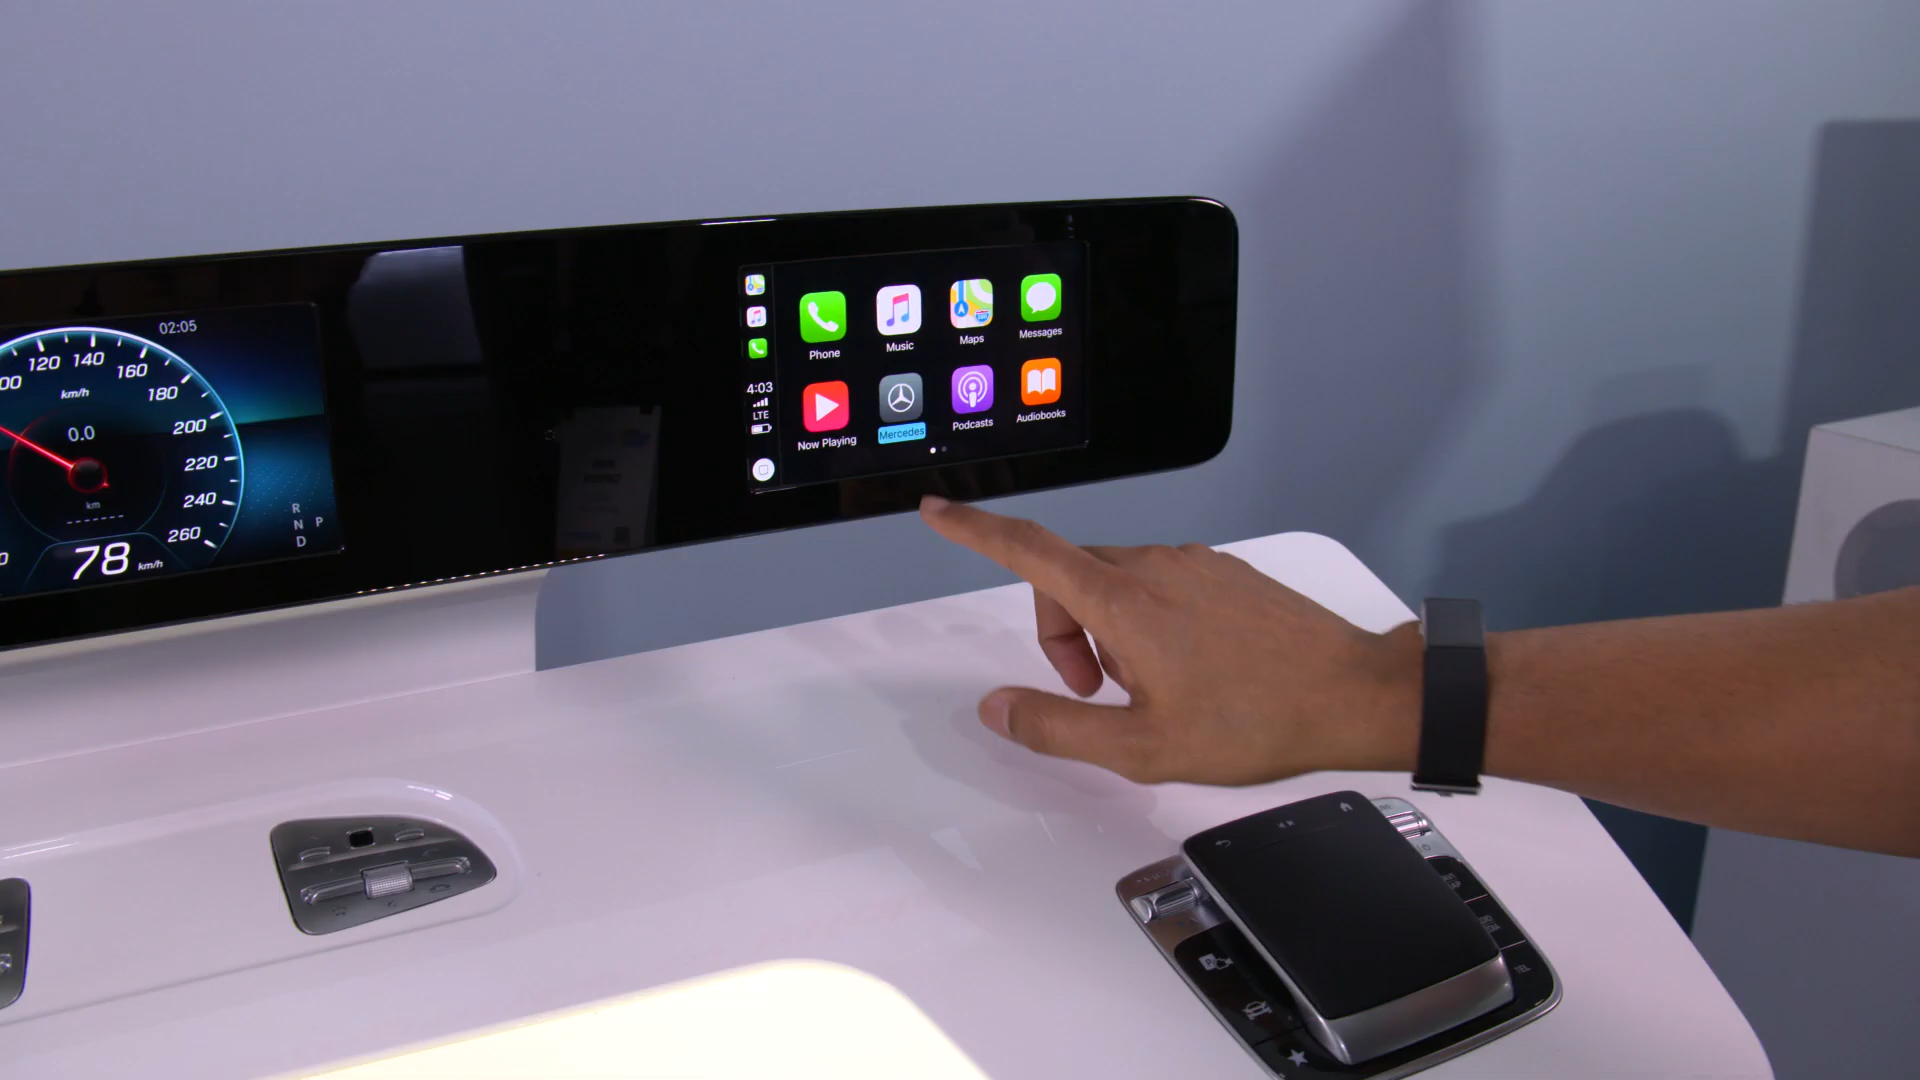 02:05
120 140
160
180
200
220
240
260
km/h
0.0
km
78 km/h
R
N P
D
4:03
LTE
Phone
Music
Maps
Messages
Now Playing
Mercedes
Podcasts
Audiobooks
TEL